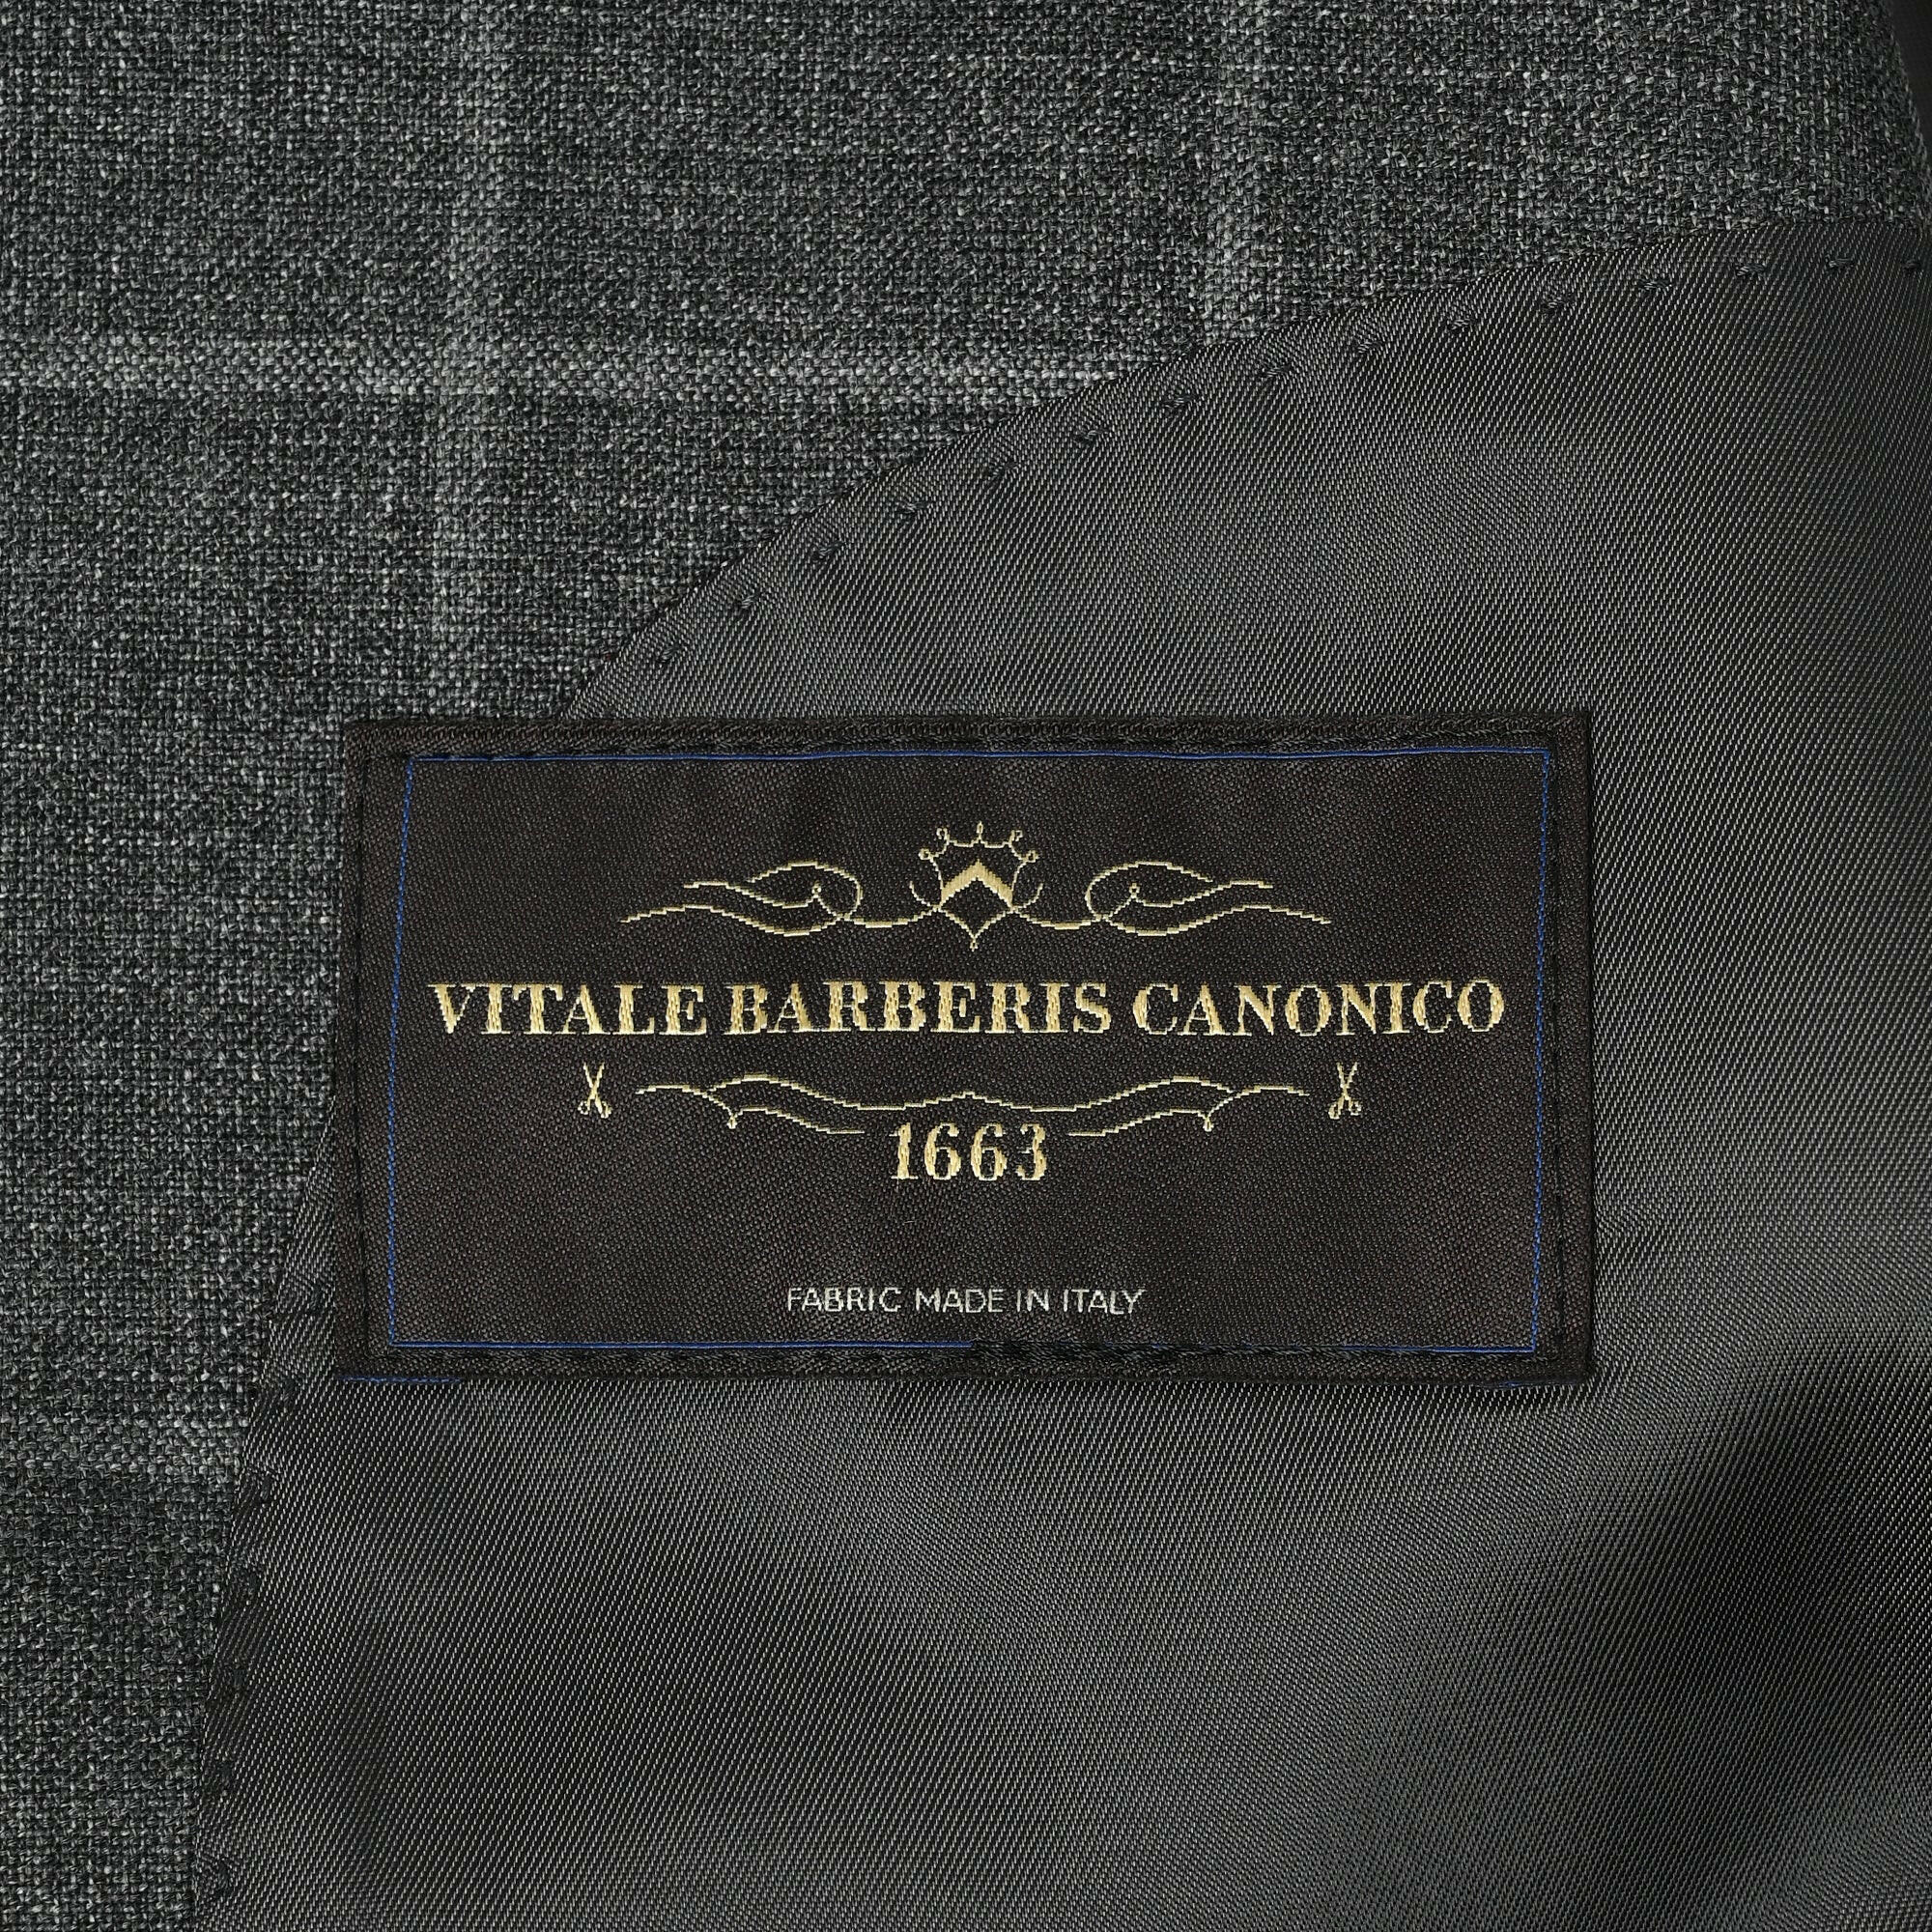 VITALE BARBERIS CANONICO
1663
FABRIC MADE IN ITALY